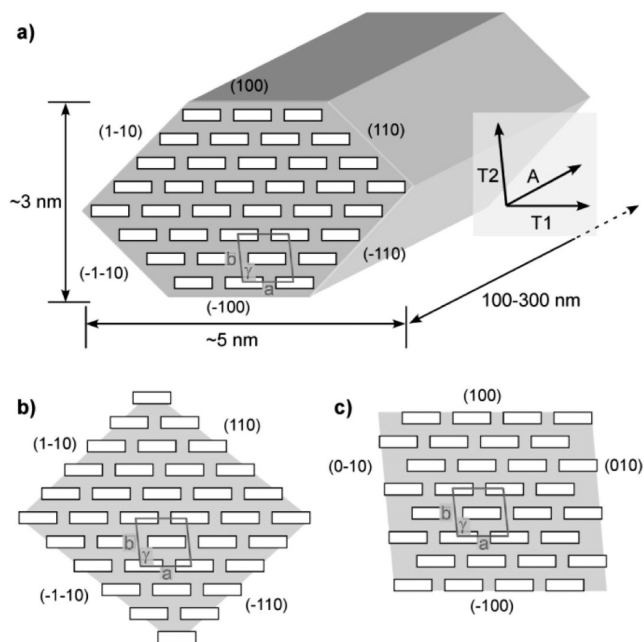 a)
(100)
(1-10)
(110)
~3 nm
T2
A
T1
b
γ
a
(-1-10)
(-110)
(-100)
100-300 nm
~5 nm
b)
(110)
(1-10)
b
γ
a
(-1-10)
(-110)
c)
(100)
(0-10)
(010)
b
γ
a
(-100)